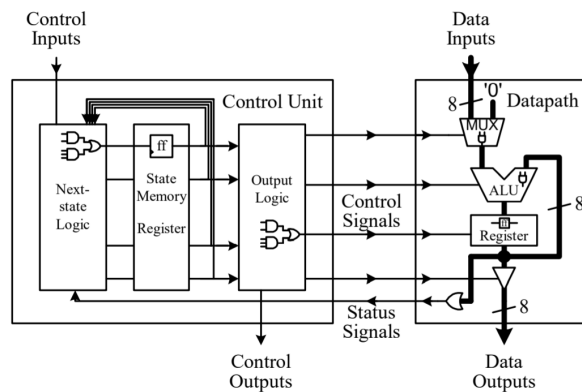 Control
Inputs
Data
Inputs
Control Unit
8
'0'
Datapath
MUX
ff
Next-
state
Logic
State
Memory
Register
Output
Logic
ALU
Control
Signals
ff
Register
8
Status
Signals
8
Control
Outputs
Data
Outputs